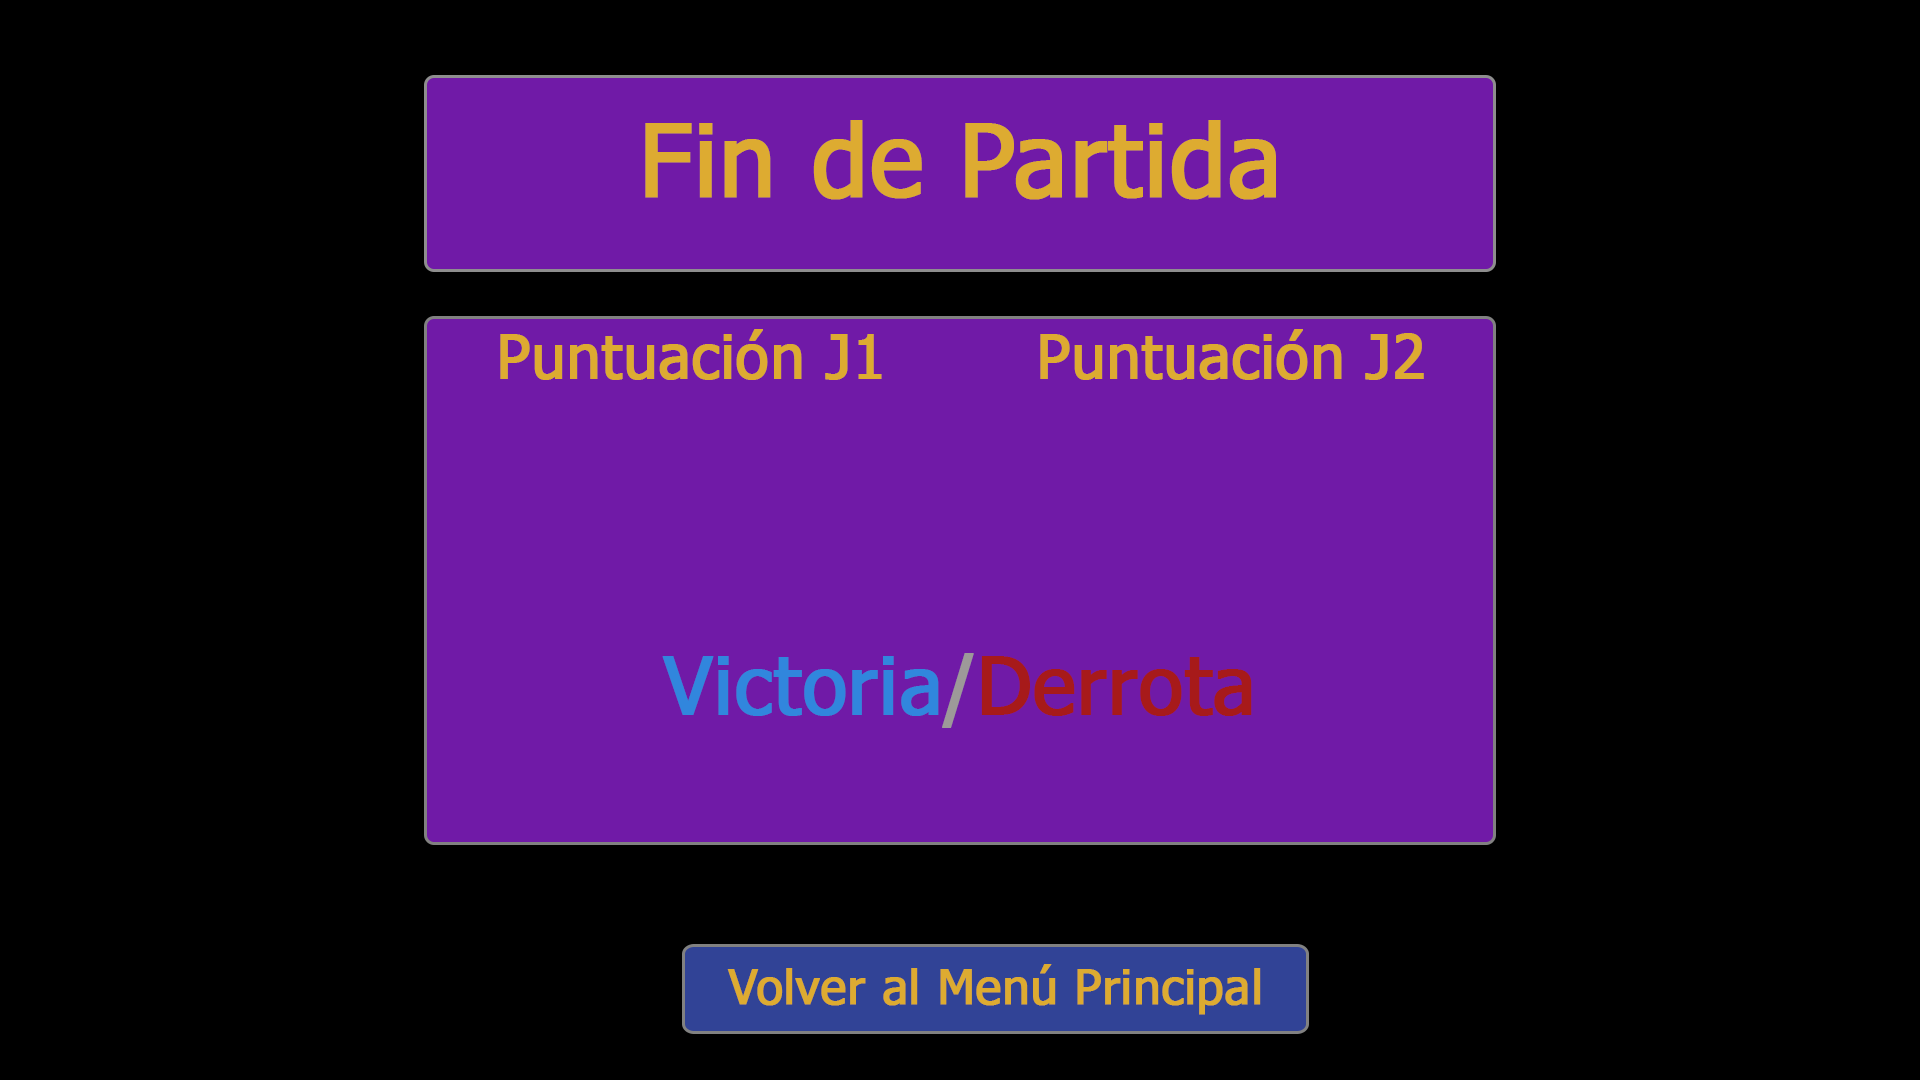 Fin de Partida
Puntuación J1 Puntuación J2
Victoria/Derrota
Volver al Menú Principal